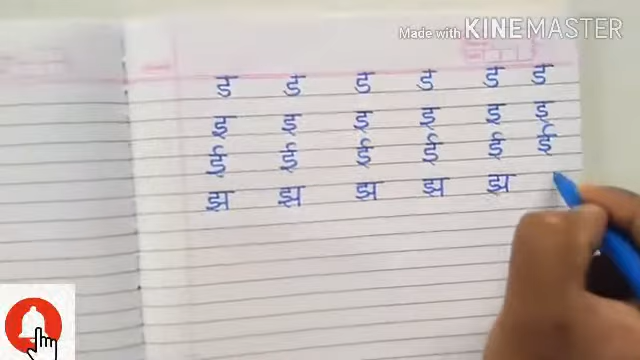 Made with KINEMASTER
ड ड ड ड ड ड
इ इ इ इ इ इ
ई ई ई ई ई ई
झ झ झ झ झ